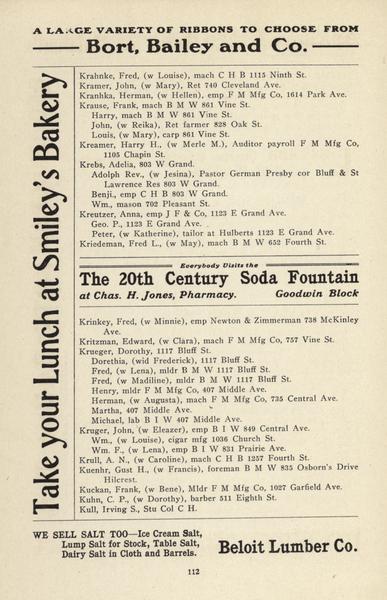 A LARGE VARIETY OF RIBBONS TO CHOOSE FROM
Bort, Bailey and Co.
Take your Lunch at Smiley's Bakery
Krahnke, Fred, (w Louise), mach C H B 1115 Ninth St.
Kramer, John, (w Mary), Ret 740 Cleveland Ave.
Kranhka, Herman, (w Hellen), emp F M Mfg Co, 1614 Park Ave.
Krause, Frank, mach B M W 861 Vine St.
Harry, mach B M W 861 Vine St.
John, (w Reika), Ret farmer 828 Oak St.
Louis, (w Mary), carp 861 Vine St.
Kreamer, Harry H., (w Merle M.), Auditor payroll F M Mfg Co,
1105 Chapin St.
Krebs, Adelia, 803 W Grand.
Adolph Rev., (w Jesina), Pastor German Presby cor Bluff & St
Lawrence Res 803 W Grand.
Benji., emp C H B 803 W Grand.
Wm., mason 702 Pleasant St.
Kreutzer, Anna, emp J F & Co, 1123 E Grand Ave.
Geo. P., 1123 E Grand Ave.
Peter, (w Katherine), tailor at Hulberts 1123 E Grand Ave.
Kriedeman, Fred L., (w May), mach B M W 652 Fourth St.
Everybody Visits the
The 20th Century Soda Fountain
at Chas. H. Jones, Pharmacy. Goodwin Block
Krinkey, Fred, (w Minnie), emp Newton & Zimmerman 738 McKinley
Ave.
Kritzman, Edward, (w Clara), mach F M Mfg Co, 757 Vine St.
Krueger, Dorothy, 1117 Bluff St.
Dorethia, (wid Frederick), 1117 Bluff St.
Fred, (w Lena), mldr B M W 1117 Bluff St.
Fred, (w Madiline), mldr B M W 1117 Bluff St.
Henry, mldr F M Mfg Co, 407 Middle Ave.
Herman, (w Augusta), mach F M Mfg Co, 735 Central Ave.
Martha, 407 Middle Ave.
Michael, lab B I W 407 Middle Ave.
Kruger, John, (w Eleazer), emp B I W 849 Central Ave.
Wm., (w Louise), cigar mfg 1036 Church St.
Wm. F., (w Lena), emp B I W 831 Prairie Ave.
Krull, A. N., (w Caroline), mach C H B 1257 Fourth St.
Kuenhr, Gust H., (w Francis), foreman B M W 835 Osborn's Drive
Hilcrest.
Kuckan, Frank, (w Bene), Mldr F M Mfg Co, 1027 Garfield Ave.
Kuhn, C. P., (w Dorothy), barber 511 Eighth St.
Kull, Irving S., Stu Col C H.
WE SELL SALT TOO—Ice Cream Salt,
Lump Salt for Stock, Table Salt,
Dairy Salt in Cloth and Barrels.
Beloit Lumber Co.
112